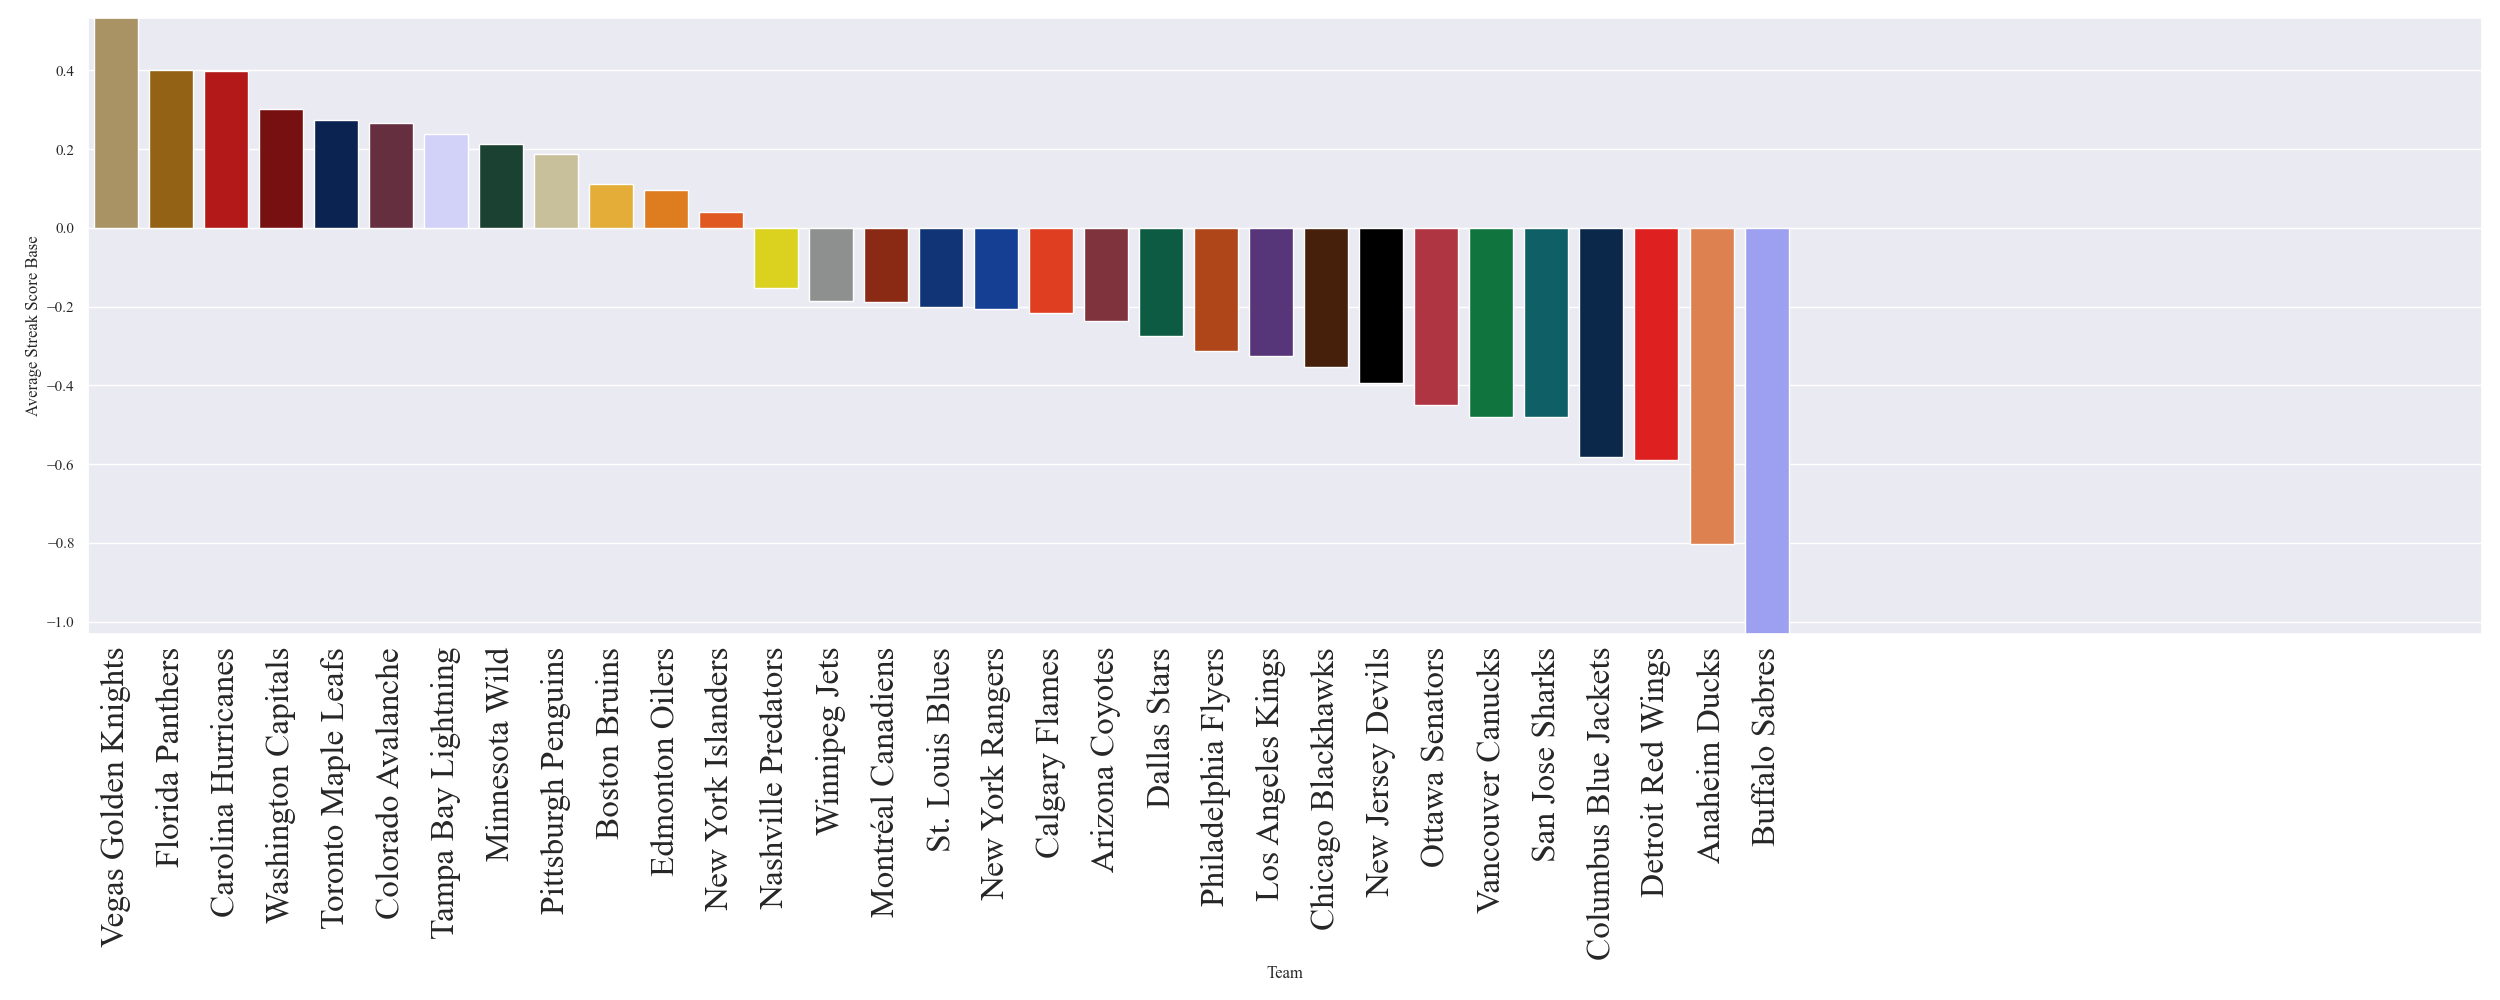 0.4
0.2
0.0
−0.2
−0.4
−0.6
−0.8
−1.0
Average Streak Score Base
Vegas Golden Knights
Florida Panthers
Carolina Hurricanes
Washington Capitals
Toronto Maple Leafs
Colorado Avalanche
Tampa Bay Lightning
Minnesota Wild
Pittsburgh Penguins
Boston Bruins
Edmonton Oilers
New York Islanders
Nashville Predators
Winnipeg Jets
Montréal Canadiens
St. Louis Blues
New York Rangers
Calgary Flames
Arizona Coyotes
Dallas Stars
Philadelphia Flyers
Los Angeles Kings
Chicago Blackhawks
New Jersey Devils
Ottawa Senators
Vancouver Canucks
San Jose Sharks
Columbus Blue Jackets
Detroit Red Wings
Anaheim Ducks
Buffalo Sabres
Team